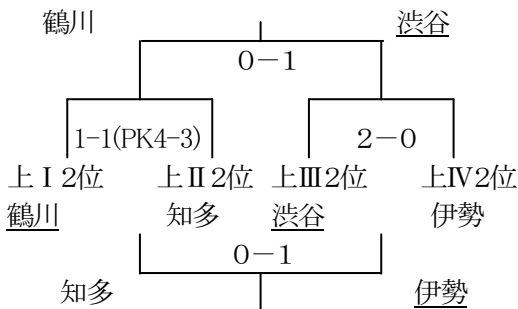 鶴川 渋谷
0-1
1-1(PK4-3) 2-0
上Ⅰ2位 上Ⅱ2位 上Ⅲ2位 上Ⅳ2位
鶴川 知多 渋谷 伊勢
0-1
知多 伊勢